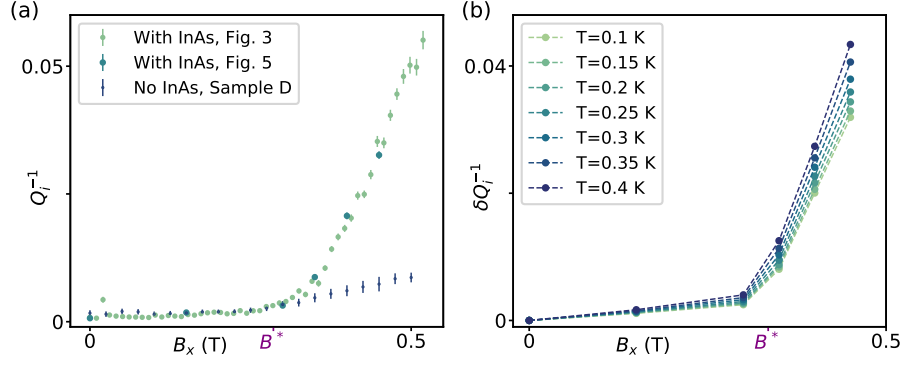 (a)
0.05
0
Q_i^{-1}
With InAs, Fig. 3
With InAs, Fig. 5
No InAs, Sample D
0
B_x (T)
B^*
0.5
(b)
0.04
0
δQ_i^{-1}
T=0.1 K
T=0.15 K
T=0.2 K
T=0.25 K
T=0.3 K
T=0.35 K
T=0.4 K
0
B_x (T)
B^*
0.5